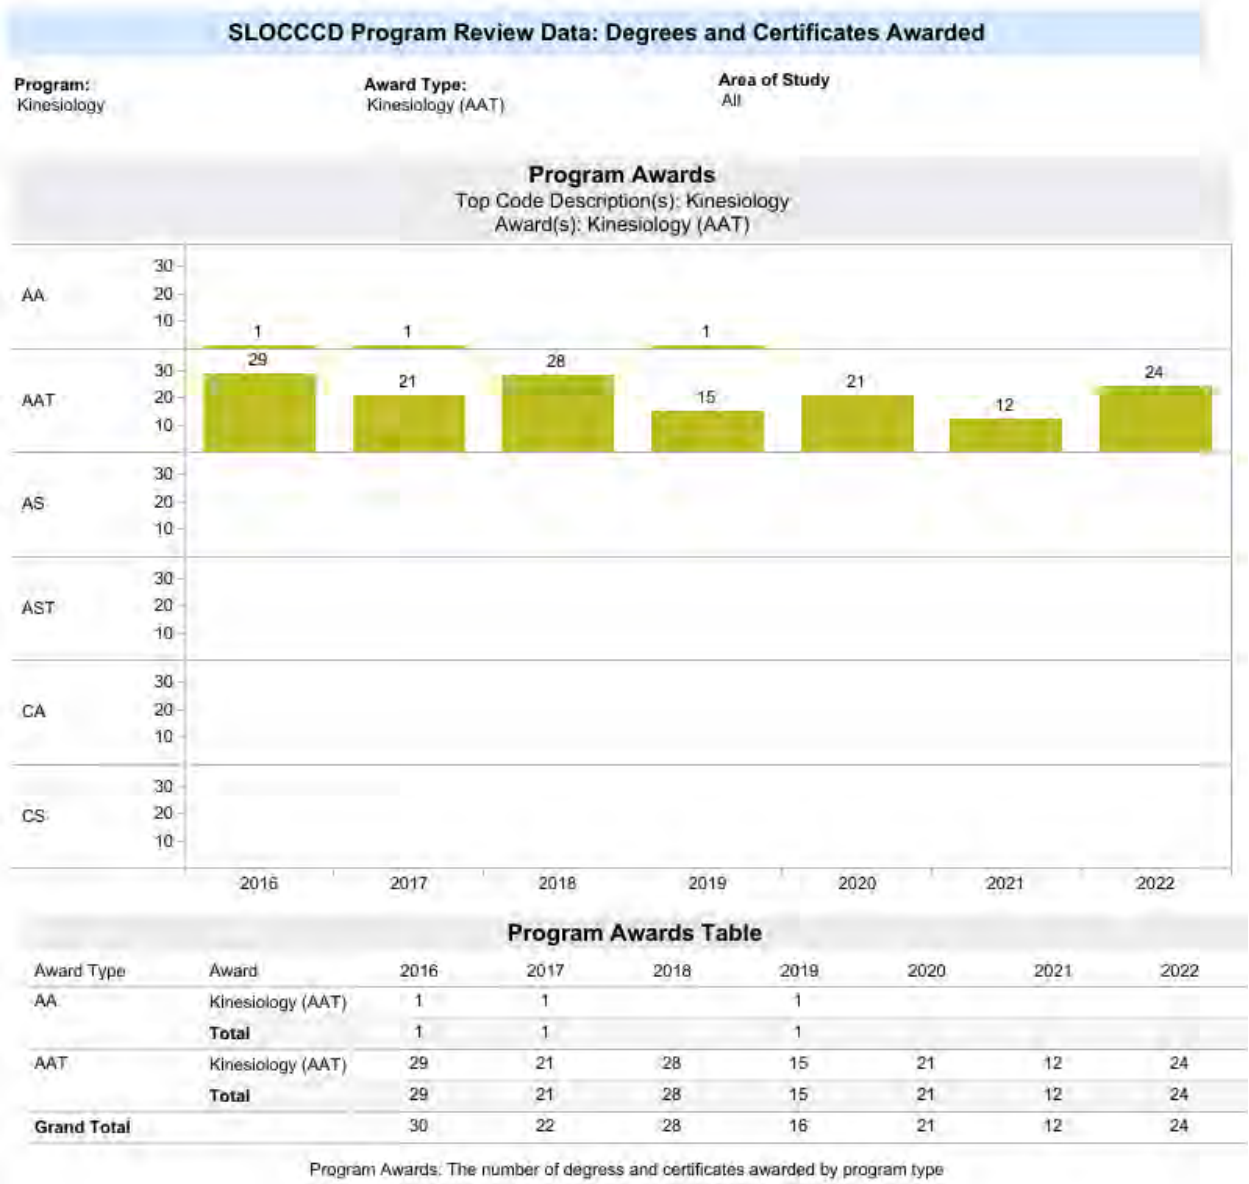 SLOCCCD Program Review Data: Degrees and Certificates Awarded
Program: Award Type: Area of Study
Kinesiology Kinesiology (AAT) All
Program Awards
Top Code Description(s): Kinesiology
Award(s): Kinesiology (AAT)
AA 30 20 10
1 1 1
AAT 30 20 10
29 21 28 15 21 12 24
AS 30 20 10
AST 30 20 10
CA 30 20 10
CS 30 20 10
2016 2017 2018 2019 2020 2021 2022
Program Awards Table
Award Type Award 2016 2017 2018 2019 2020 2021 2022
AA Kinesiology (AAT) 1 1 1
Total 1 1 1
AAT Kinesiology (AAT) 29 21 28 15 21 12 24
Total 29 21 28 15 21 12 24
Grand Total 30 22 28 16 21 12 24
Program Awards: The number of degress and certificates awarded by program type